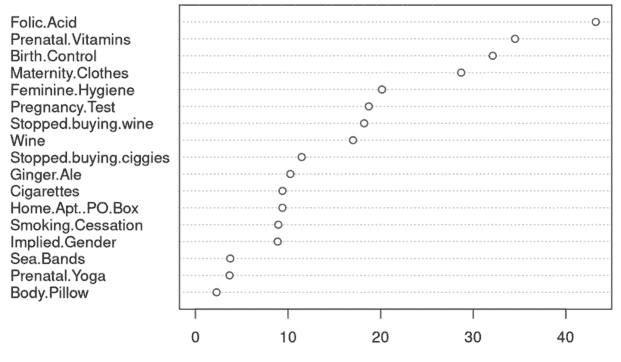 Folic.Acid
Prenatal.Vitamins
Birth.Control
Maternity.Clothes
Feminine.Hygiene
Pregnancy.Test
Stopped.buying.wine
Wine
Stopped.buying.ciggies
Ginger.Ale
Cigarettes
Home.Apt..PO.Box
Smoking.Cessation
Implied.Gender
Sea.Bands
Prenatal.Yoga
Body.Pillow
0 10 20 30 40